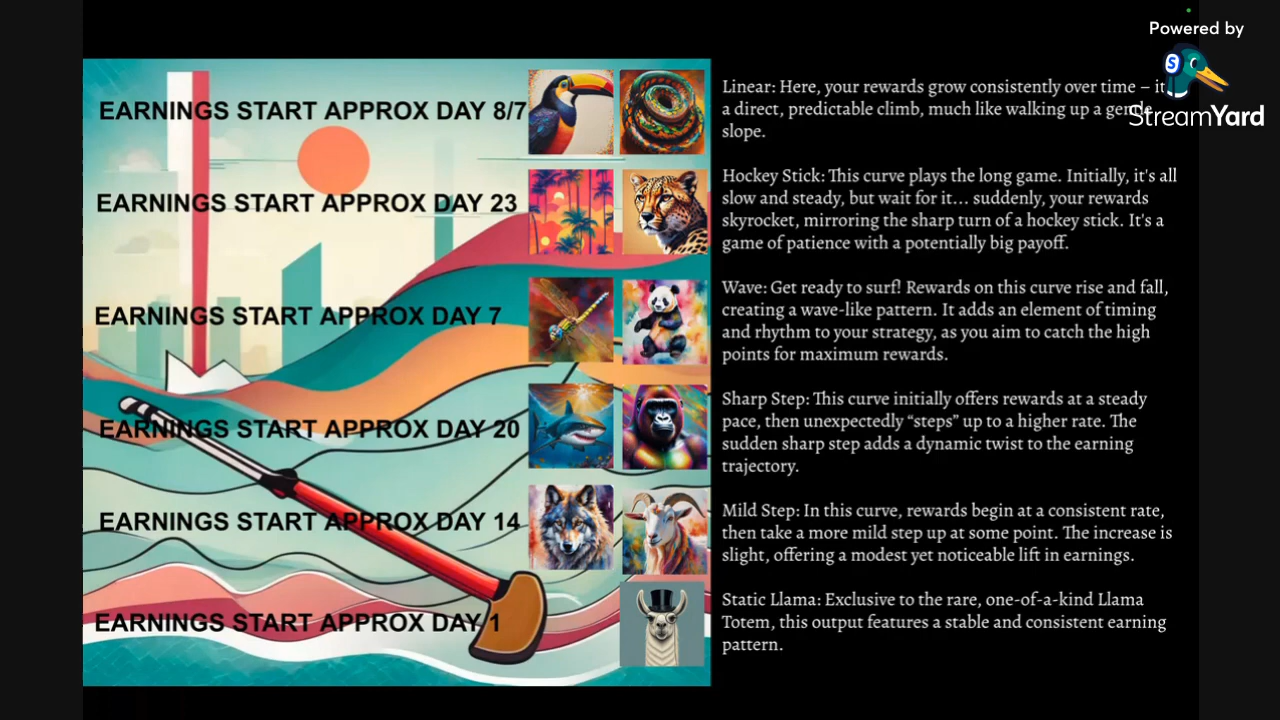 Powered by
S
StreamYard
EARNINGS START APPROX DAY 8/7
EARNINGS START APPROX DAY 23
EARNINGS START APPROX DAY 7
EARNINGS START APPROX DAY 20
EARNINGS START APPROX DAY 14
EARNINGS START APPROX DAY 1
Linear: Here, your rewards grow consistently over time – it
a direct, predictable climb, much like walking up a gentle
slope.
Hockey Stick: This curve plays the long game. Initially, it's all
slow and steady, but wait for it... suddenly, your rewards
skyrocket, mirroring the sharp turn of a hockey stick. It's a
game of patience with a potentially big payoff.
Wave: Get ready to surf! Rewards on this curve rise and fall,
creating a wave-like pattern. It adds an element of timing
and rhythm to your strategy, as you aim to catch the high
points for maximum rewards.
Sharp Step: This curve initially offers rewards at a steady
pace, then unexpectedly “steps” up to a higher rate. The
sudden sharp step adds a dynamic twist to the earning
trajectory.
Mild Step: In this curve, rewards begin at a consistent rate,
then take a more mild step up at some point. The increase is
slight, offering a modest yet noticeable lift in earnings.
Static Llama: Exclusive to the rare, one-of-a-kind Llama
Totem, this output features a stable and consistent earning
pattern.